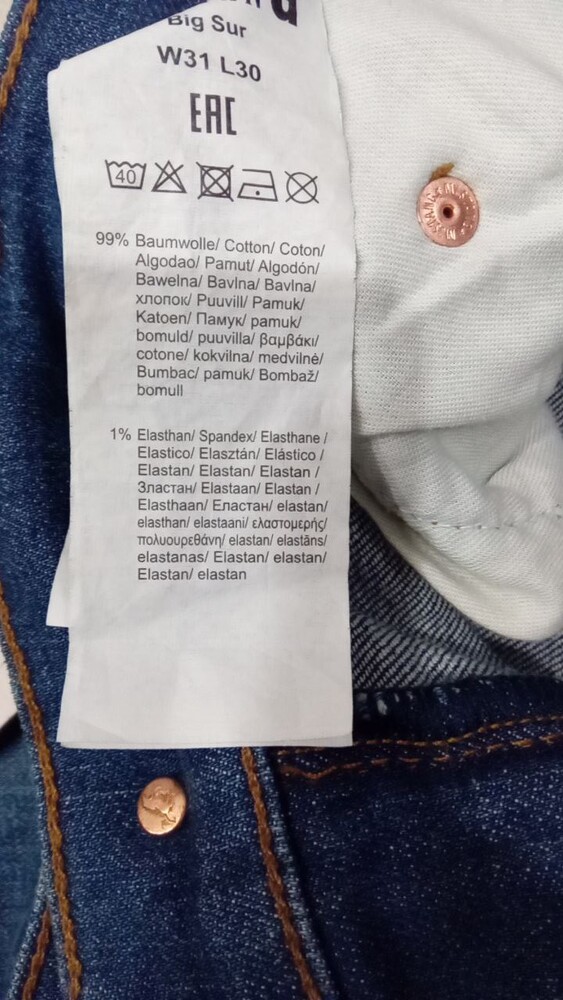 Big Sur
W31 L30
EAC
40
99% Baumwolle/ Cotton/ Coton/
Algodao/ Pamut/ Algodón/
Bawelna/ Bavlna/ Bavlna/
хлопок/ Puuvill/ Pamuk/
Katoen/ Памук/ pamuk/
bomuld/ puuvilla/ βαμβάκι/
cotone/ kokvilna/ medvilnė/
Bumbac/ pamuk/ Bombaž/
bomull
1% Elasthan/ Spandex/ Elasthane /
Elastico/ Elasztán/ Elástico /
Elastan/ Elastan/ Elastan /
Зластан/ Elastaan/ Elastan /
Elasthaan/ Еластан/ elastan/
elasthan/ elastaani/ ελαστομερής/
πολυουρεθάνη/ elastan/ elastāns/
elastanas/ Elastan/ elastan/
Elastan/ elastan